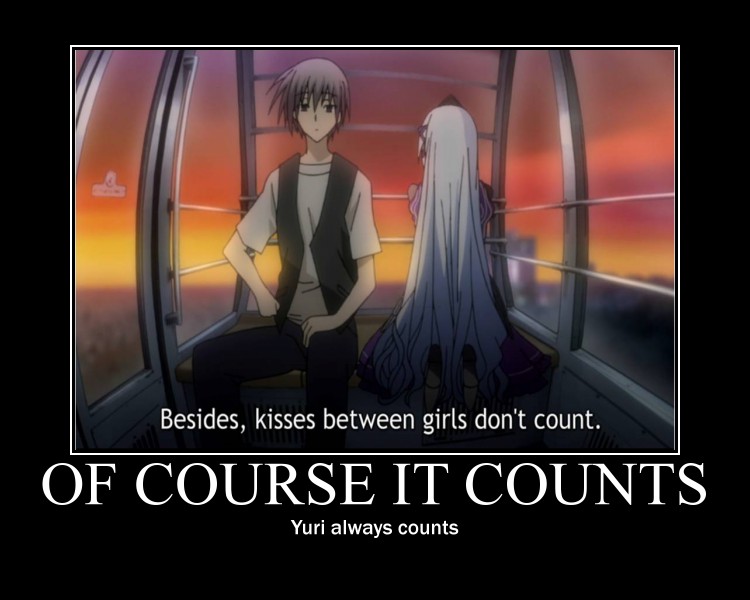 Besides, kisses between girls don't count.
OF COURSE IT COUNTS
Yuri always counts